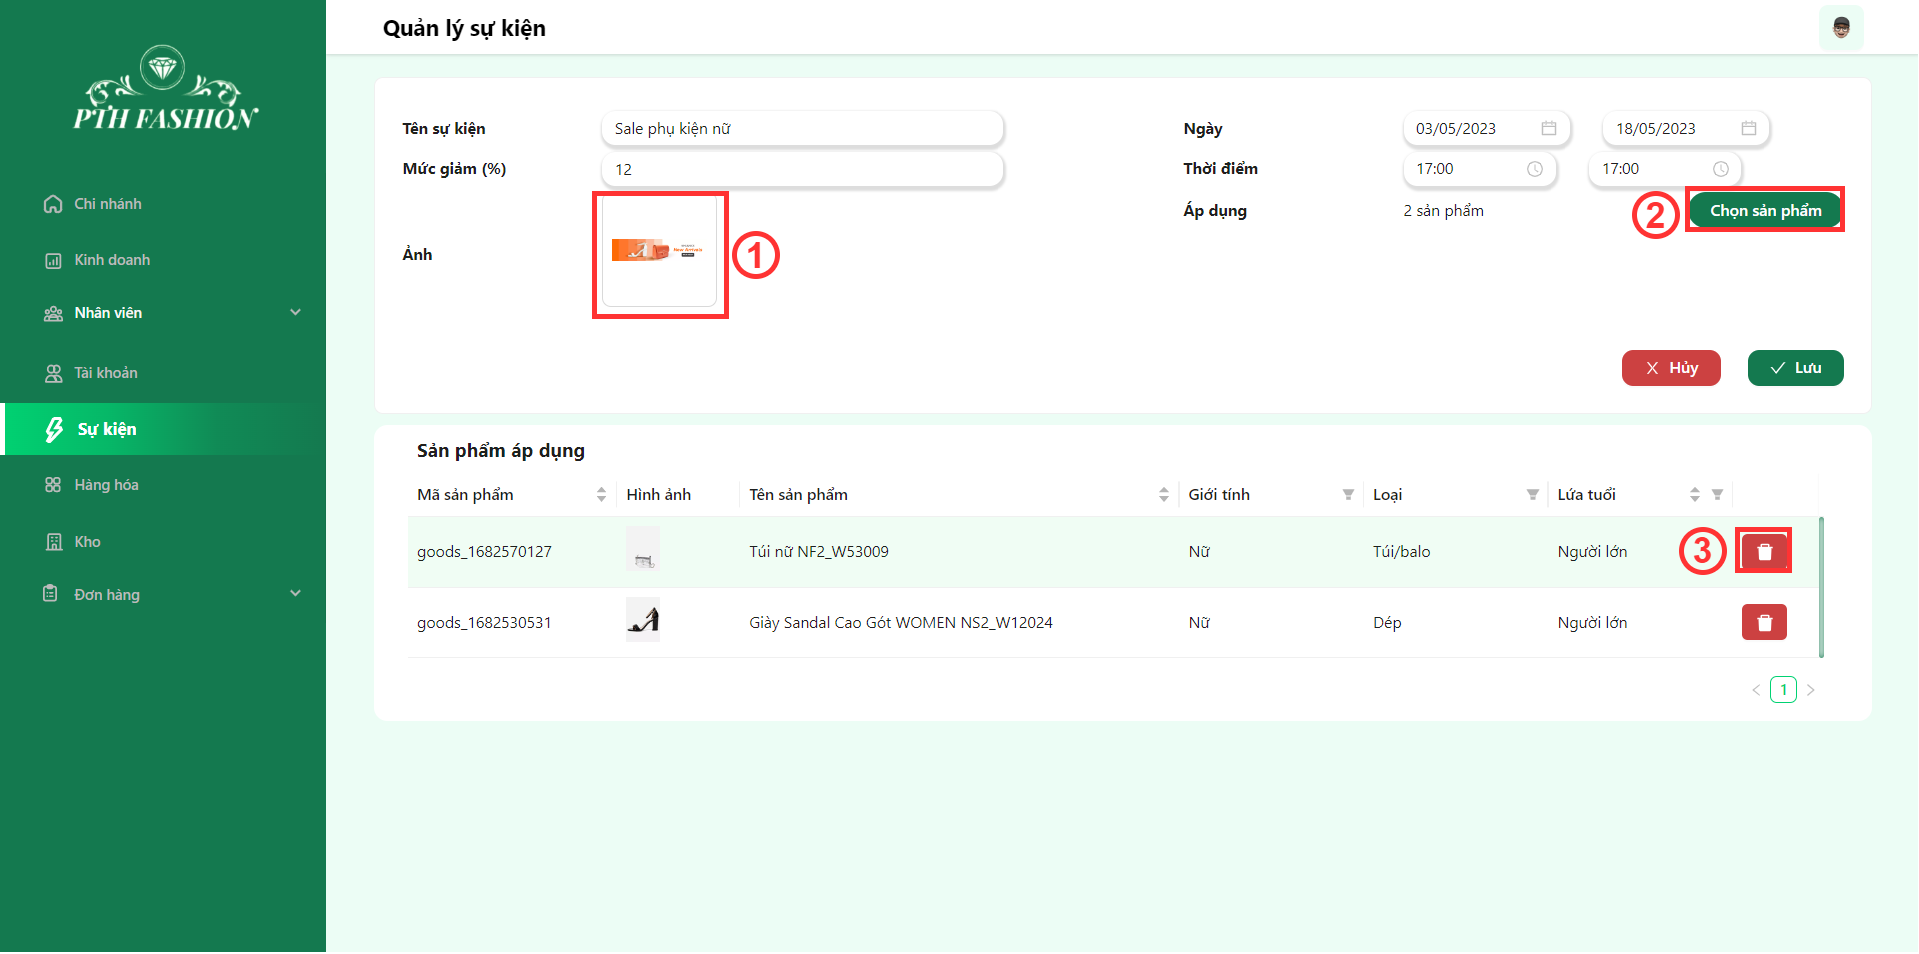 PTH FASHION
Chi nhánh
Kinh doanh
Nhân viên
Tài khoản
Sự kiện
Hàng hóa
Kho
Đơn hàng
Quản lý sự kiện
Tên sự kiện Sale phụ kiện nữ Ngày 03/05/2023 18/05/2023
Mức giảm (%) 12 Thời điểm 17:00 17:00
Áp dụng 2 sản phẩm 2 Chọn sản phẩm
Ảnh New Arrivals 1
Hủy Lưu
Sản phẩm áp dụng
Mã sản phẩm Hình ảnh Tên sản phẩm Giới tính Loại Lứa tuổi
goods_1682570127 Túi nữ NF2_W53009 Nữ Túi/balo Người lớn 3
goods_1682530531 Giày Sandal Cao Gót WOMEN NS2_W12024 Nữ Dép Người lớn
1